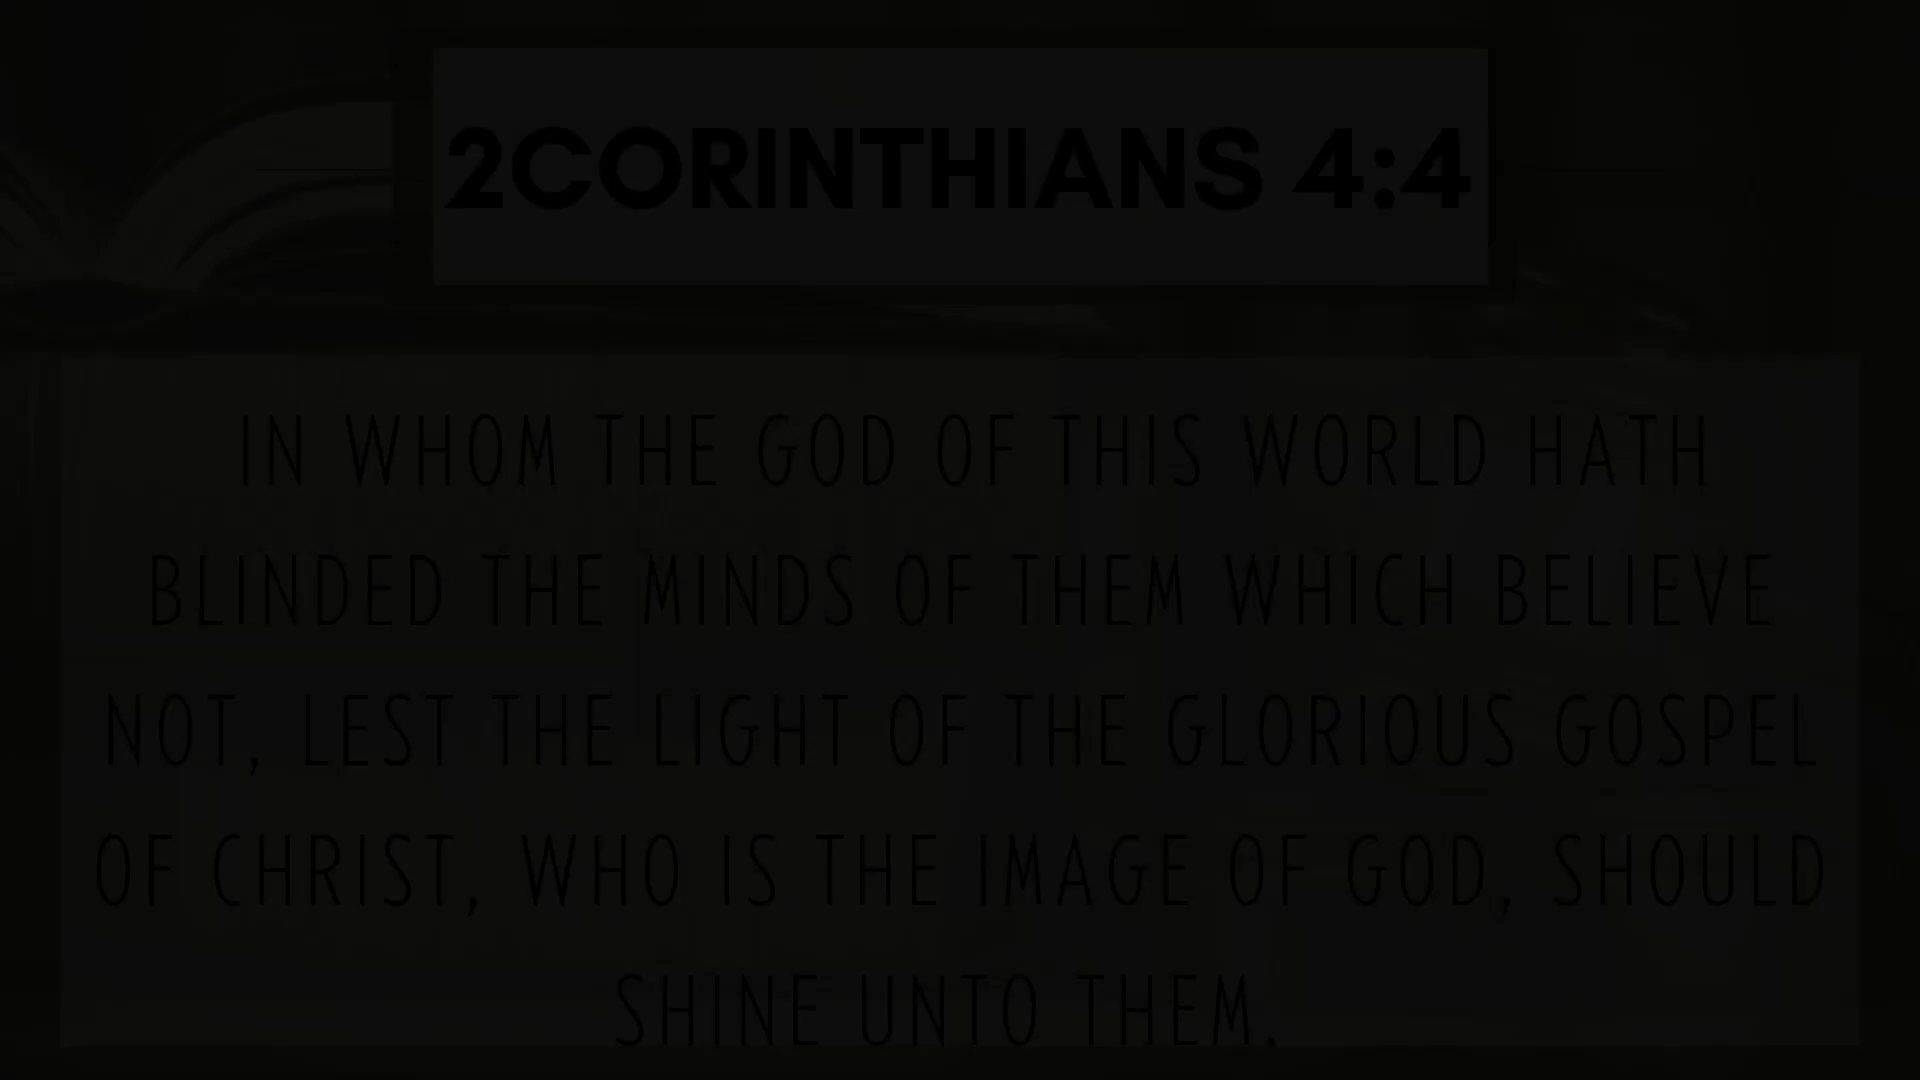 2CORINTHIANS 4:4
IN WHOM THE GOD OF THIS WORLD HATH
BLINDED THE MINDS OF THEM WHICH BELIEVE
NOT, LEST THE LIGHT OF THE GLORIOUS GOSPEL
OF CHRIST, WHO IS THE IMAGE OF GOD, SHOULD
SHINE UNTO THEM.